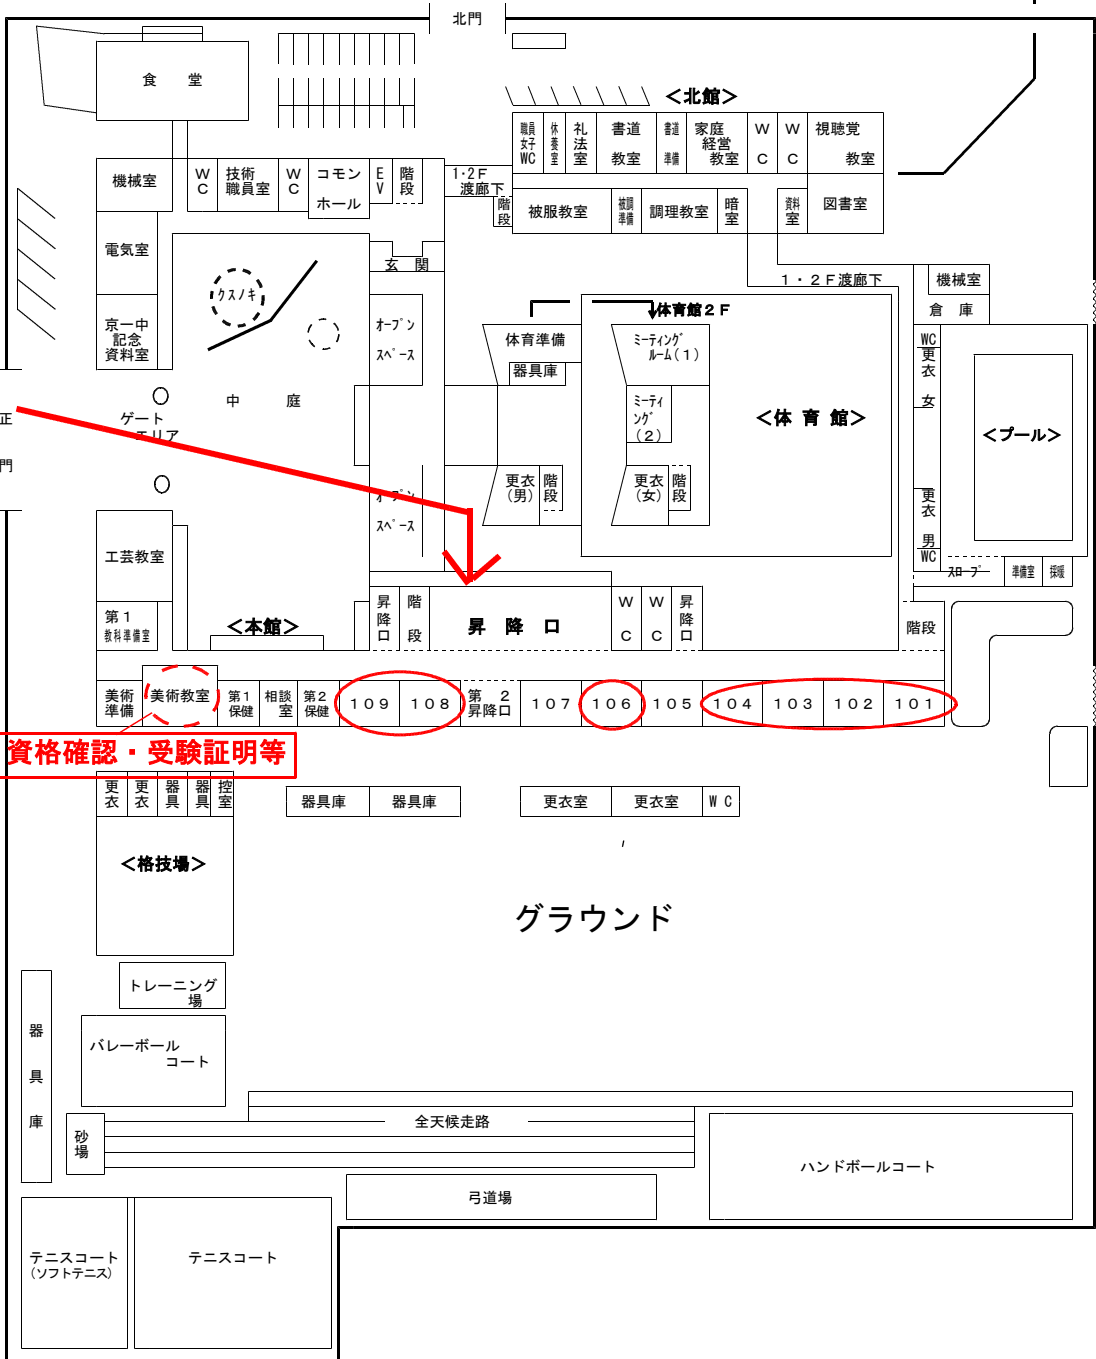 北門
食　堂
＜北館＞
職員
女子
WC
休
養
室
礼
法
室
書道
教室
書道
準備
家庭
経営
教室
Ｗ
Ｃ
Ｗ
Ｃ
視聴覚
教室
機械室
Ｗ
Ｃ
技術
職員室
Ｗ
Ｃ
コモン
ホール
Ｅ
Ｖ
階
段
1・2Ｆ
渡廊下
階
段
被服教室
被調
準備
調理教室
暗
室
資料
室
図書室
電気室
玄　関
１・２Ｆ渡廊下
機械室
クスノキ
倉　庫
体育館２Ｆ
京一中
記念
資料室
オープン
スペース
体育準備
器具庫
ミーティング
ルーム(１)
WC
更
衣
女
中　　庭
ミーティ
ング
(２)
＜体 育 館＞
＜プール＞
正
門
ゲート
エリア
オープン
スペース
更衣
(男)
階
段
更衣
(女)
階
段
更
衣
男
WC
工芸教室
スロープ
準備室
採暖
第１
教科準備室
＜本館＞
昇
降
口
階
段
昇　降　口
Ｗ
Ｃ
Ｗ
Ｃ
昇
降
口
階段
美術
準備
美術教室
第１
保健
相談
室
第２
保健
１０９
１０８
第　２
昇降口
１０７
１０６
１０５
１０４
１０３
１０２
１０１
資格確認・受験証明等
更
衣
更
衣
器
具
器
具
控
室
器具庫
器具庫
更衣室
更衣室
ＷＣ
＜格技場＞
グラウンド
トレーニング
場
器
具
庫
バレーボール
コート
砂
場
全天候走路
ハンドボールコート
弓道場
テニスコート
(ソフトテニス)
テニスコート